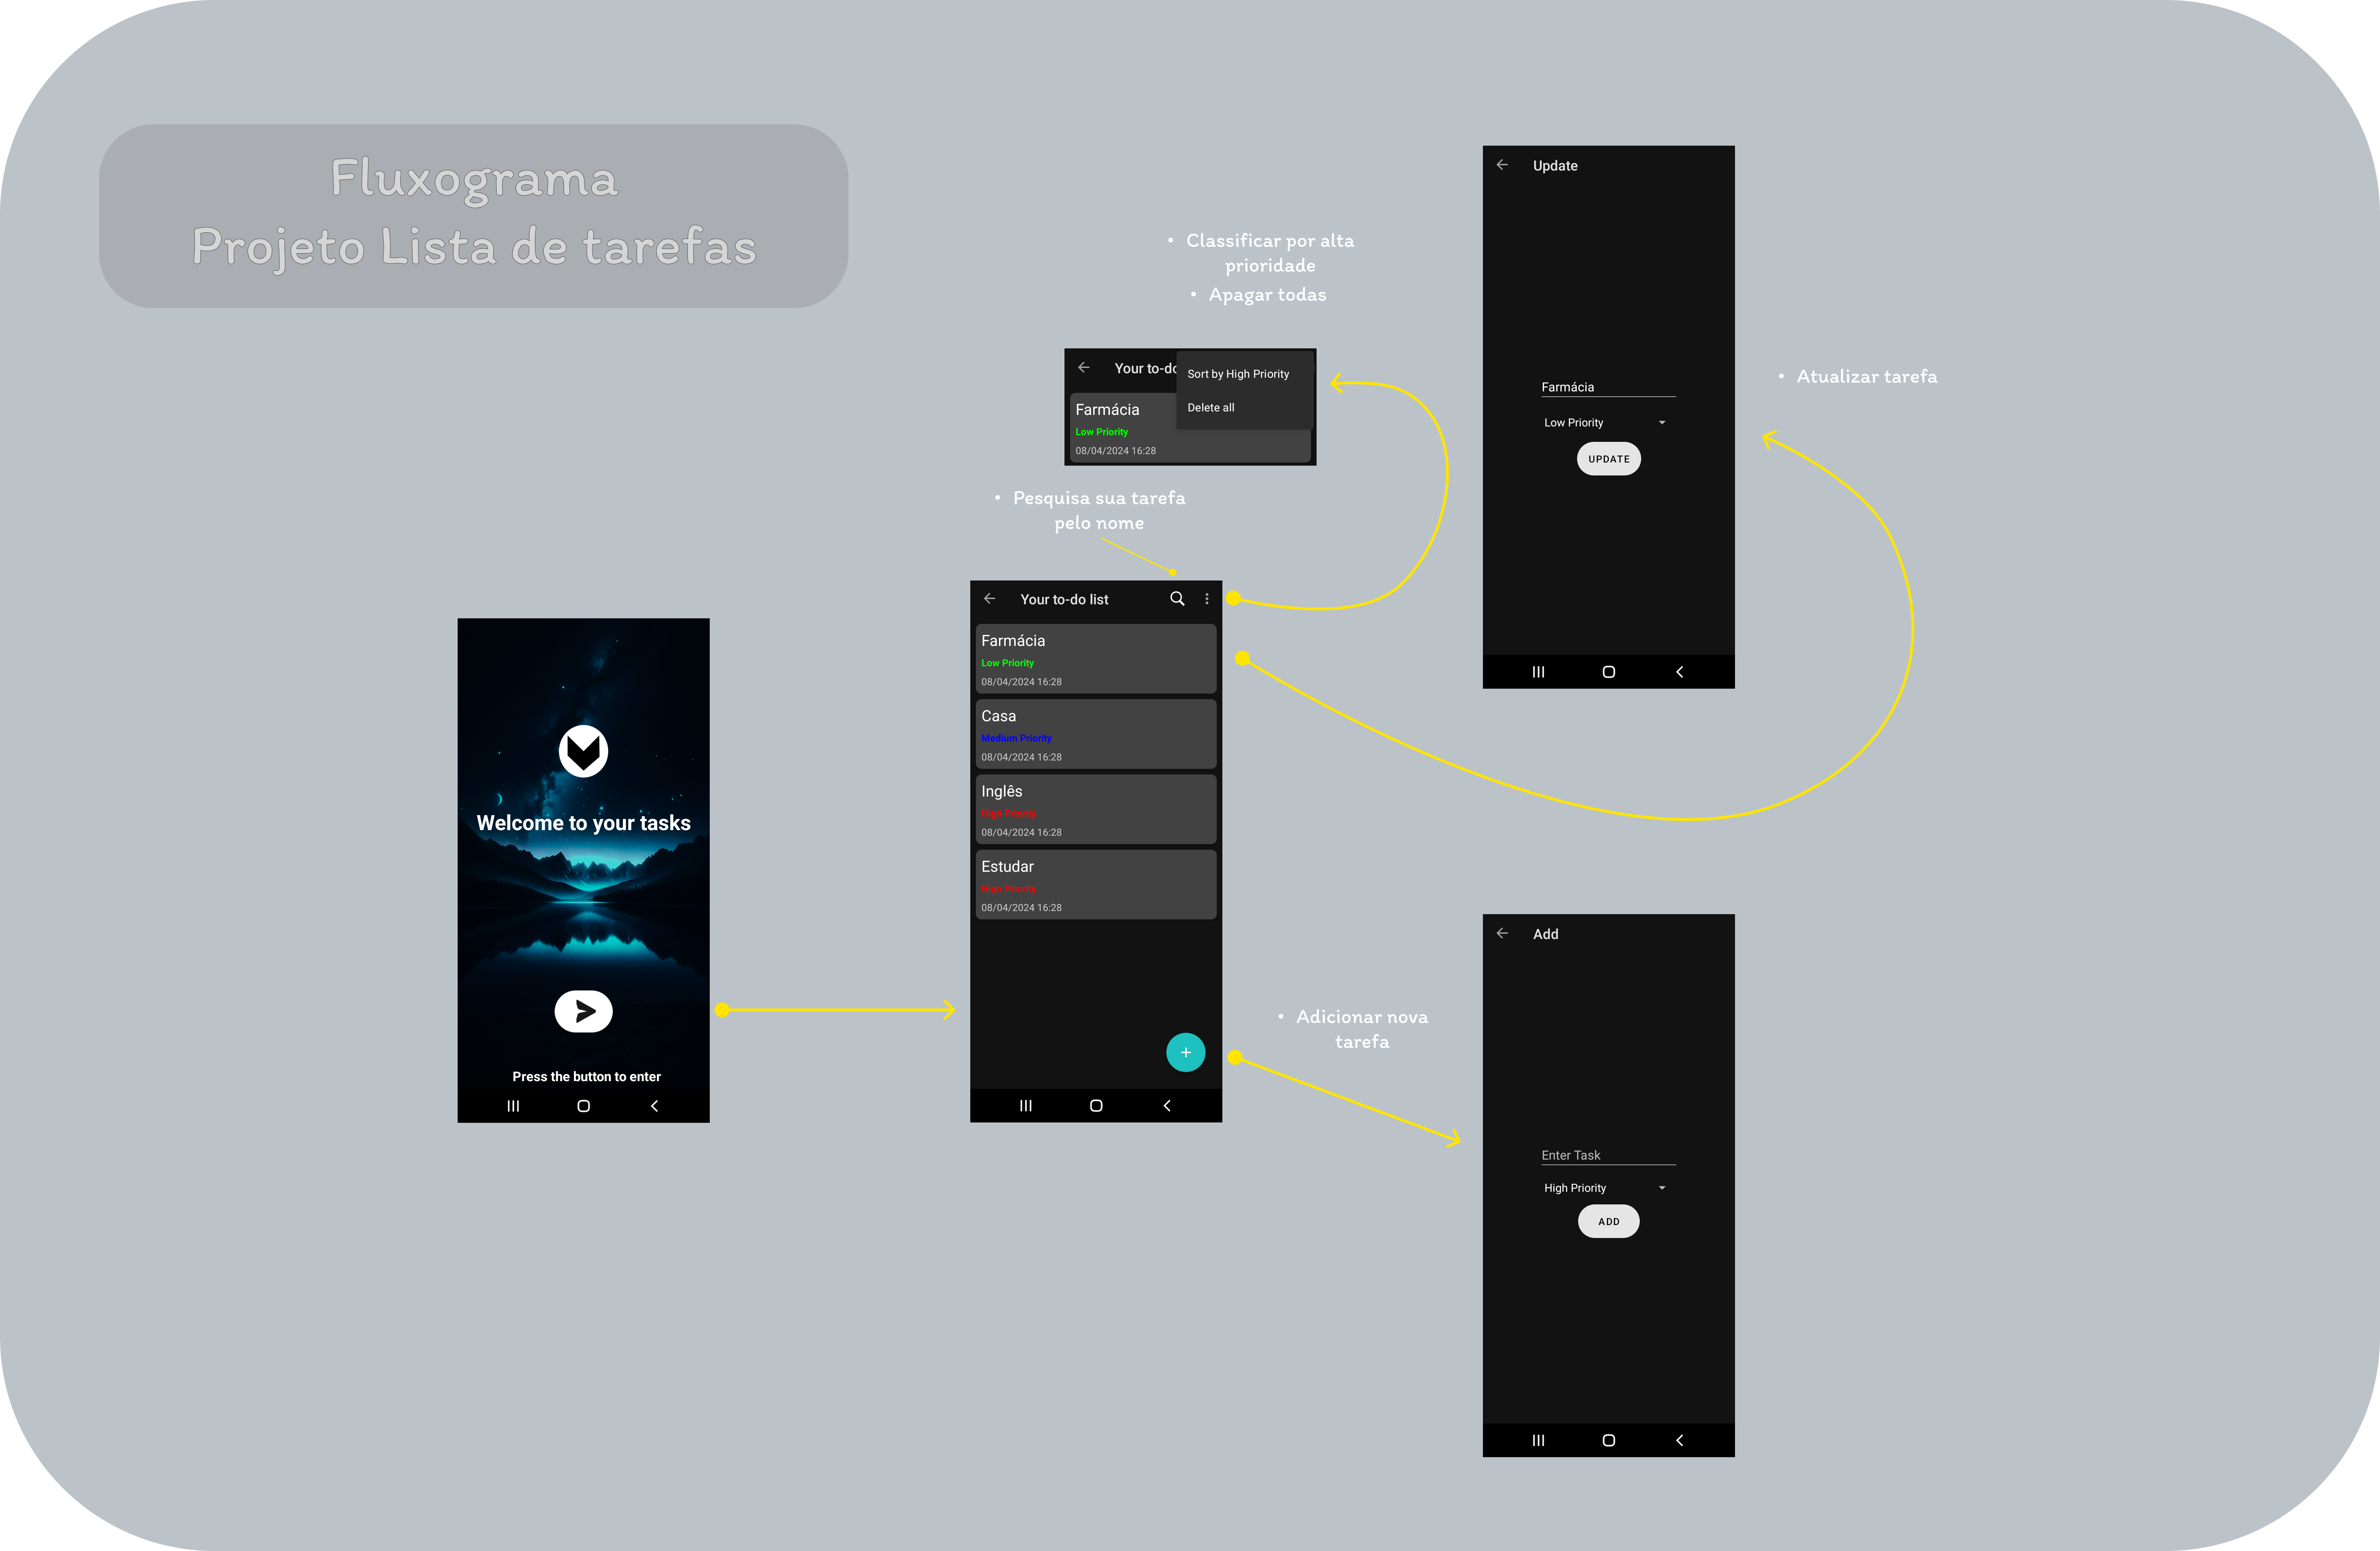 Fluxograma
Projeto Lista de tarefas
• Classificar por alta
prioridade
• Apagar todas
Your to-do
Sort by High Priority
Delete all
Farmácia
Low Priority
08/04/2024 16:28
• Pesquisa sua tarefa
pelo nome
Welcome to your tasks
Press the button to enter
Your to-do list
Farmácia
Low Priority
08/04/2024 16:28
Casa
Medium Priority
08/04/2024 16:28
Inglês
High Priority
08/04/2024 16:28
Estudar
High Priority
08/04/2024 16:28
Update
Farmácia
Low Priority
UPDATE
• Atualizar tarefa
• Adicionar nova
tarefa
Add
Enter Task
High Priority
ADD